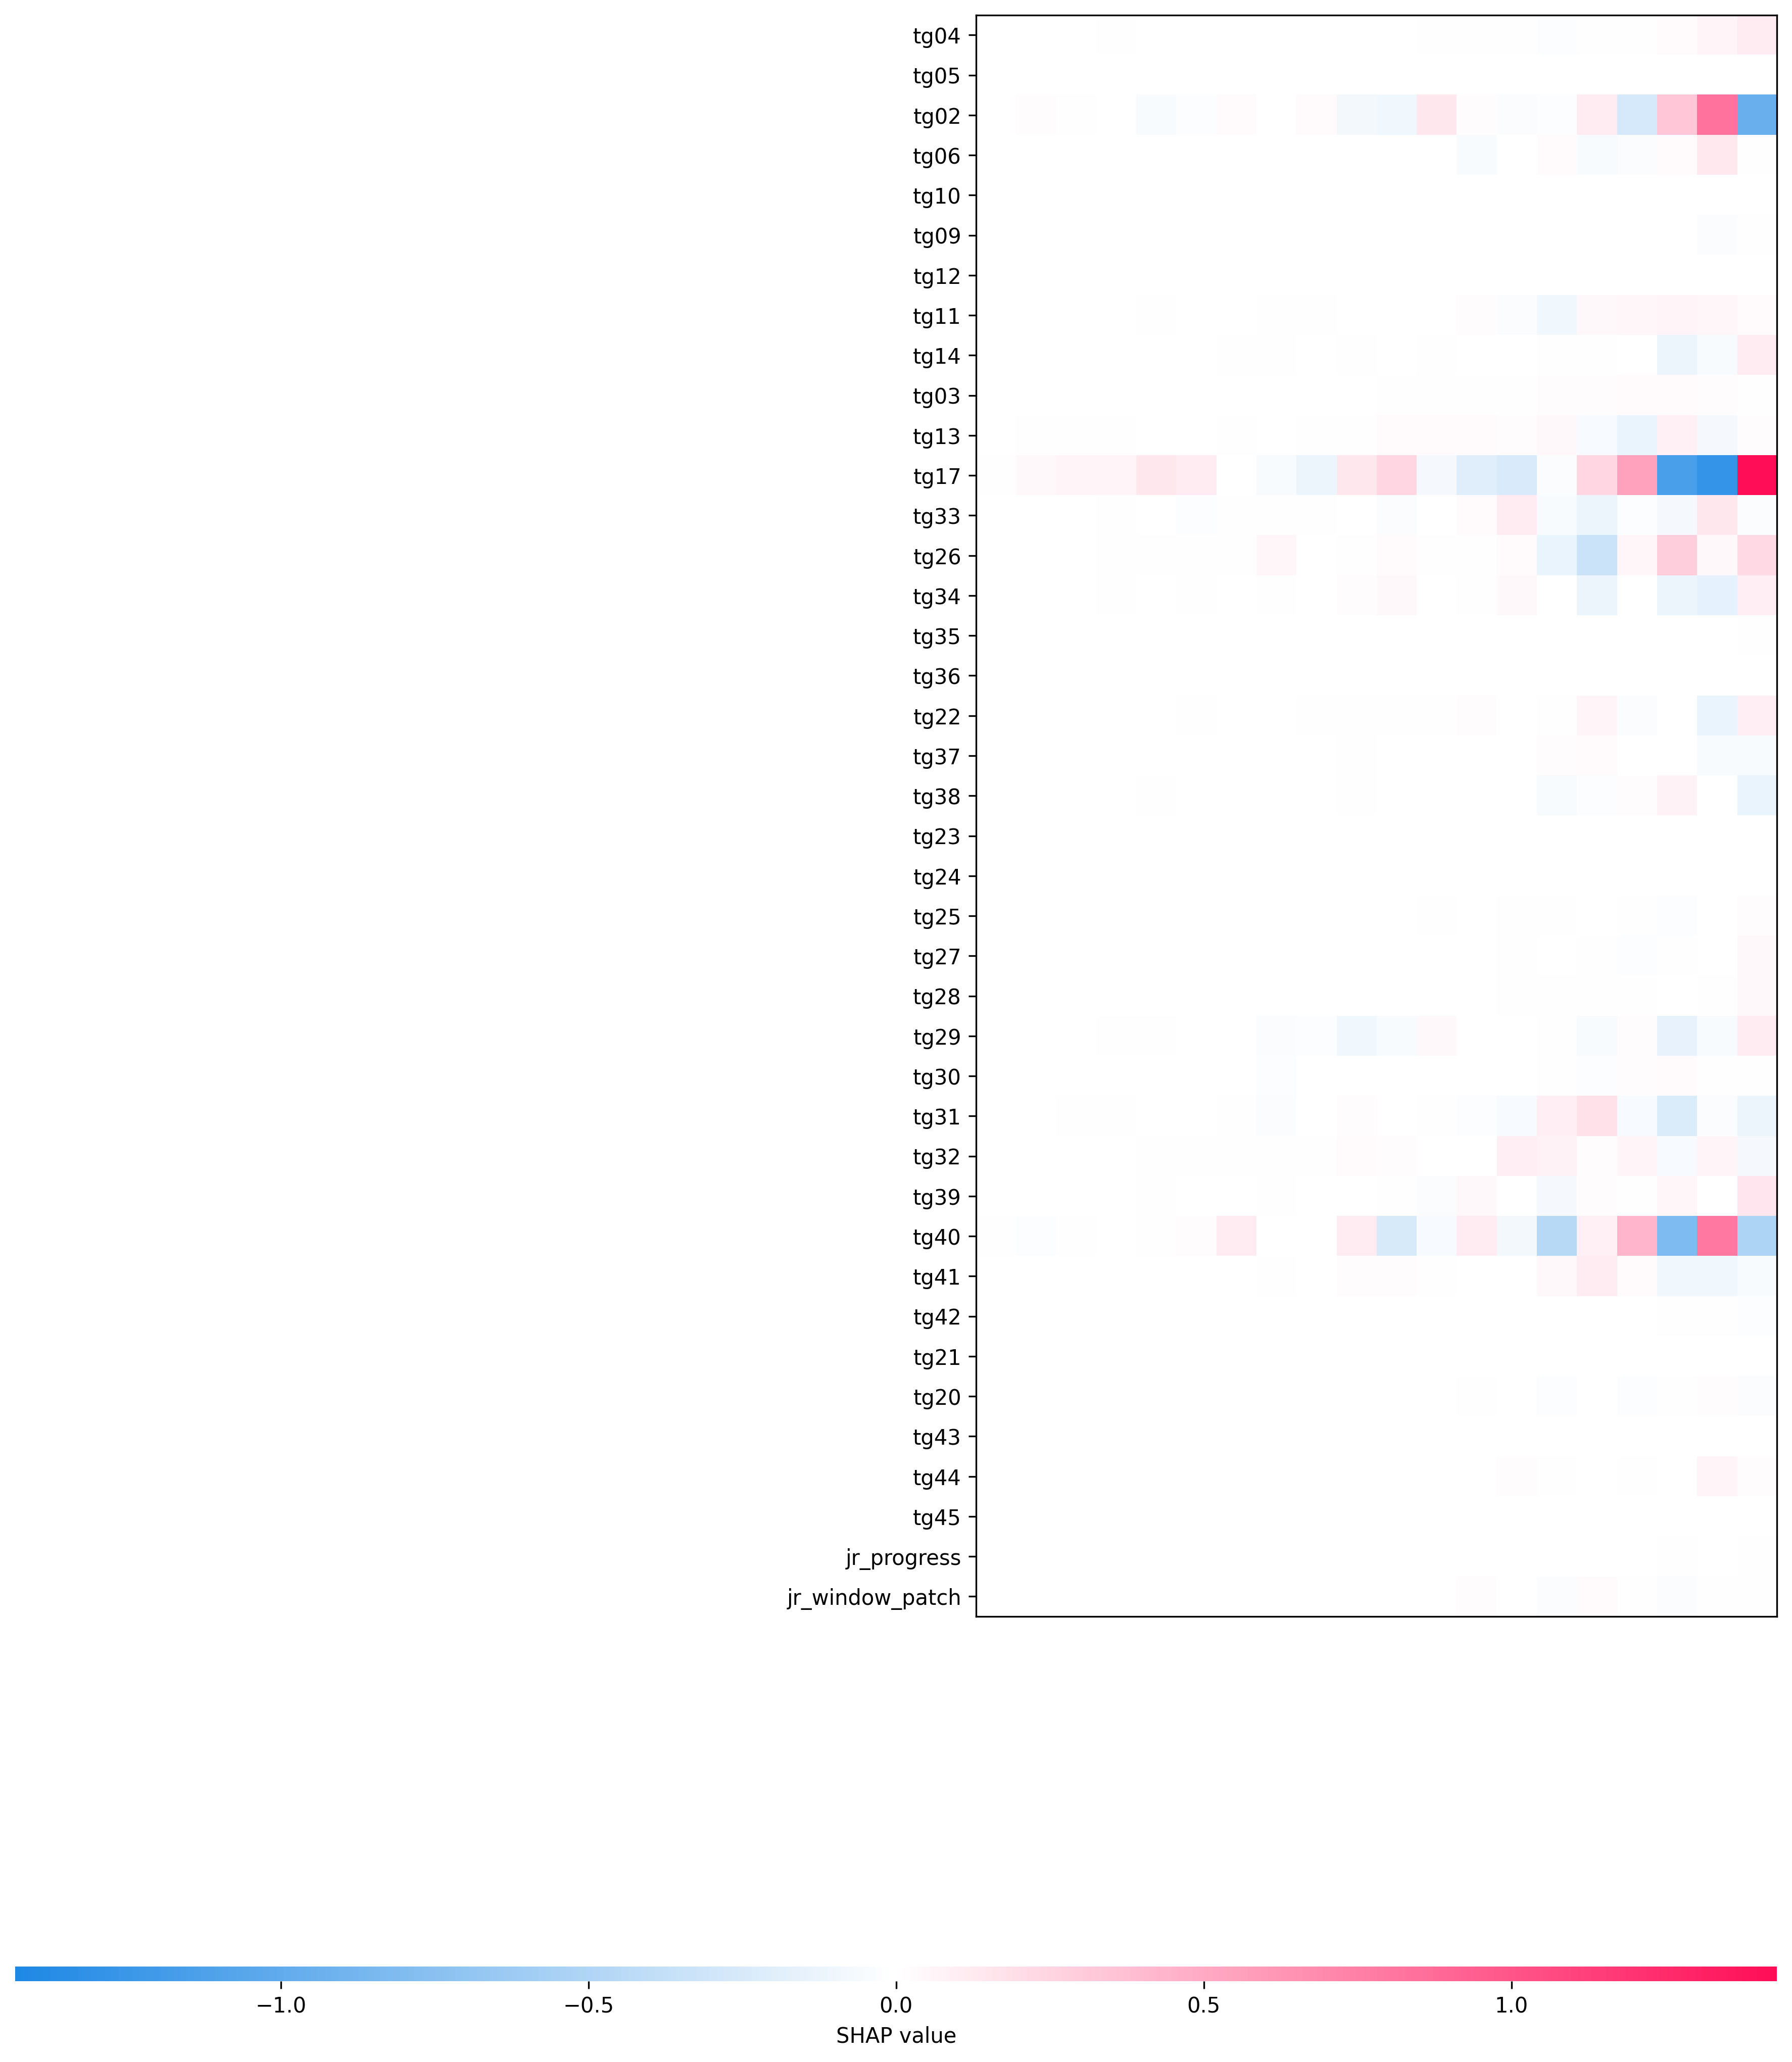 tg04
tg05
tg02
tg06
tg10
tg09
tg12
tg11
tg14
tg03
tg13
tg17
tg33
tg26
tg34
tg35
tg36
tg22
tg37
tg38
tg23
tg24
tg25
tg27
tg28
tg29
tg30
tg31
tg32
tg39
tg40
tg41
tg42
tg21
tg20
tg43
tg44
tg45
jr_progress
jr_window_patch
−1.0 −0.5 0.0 0.5 1.0
SHAP value